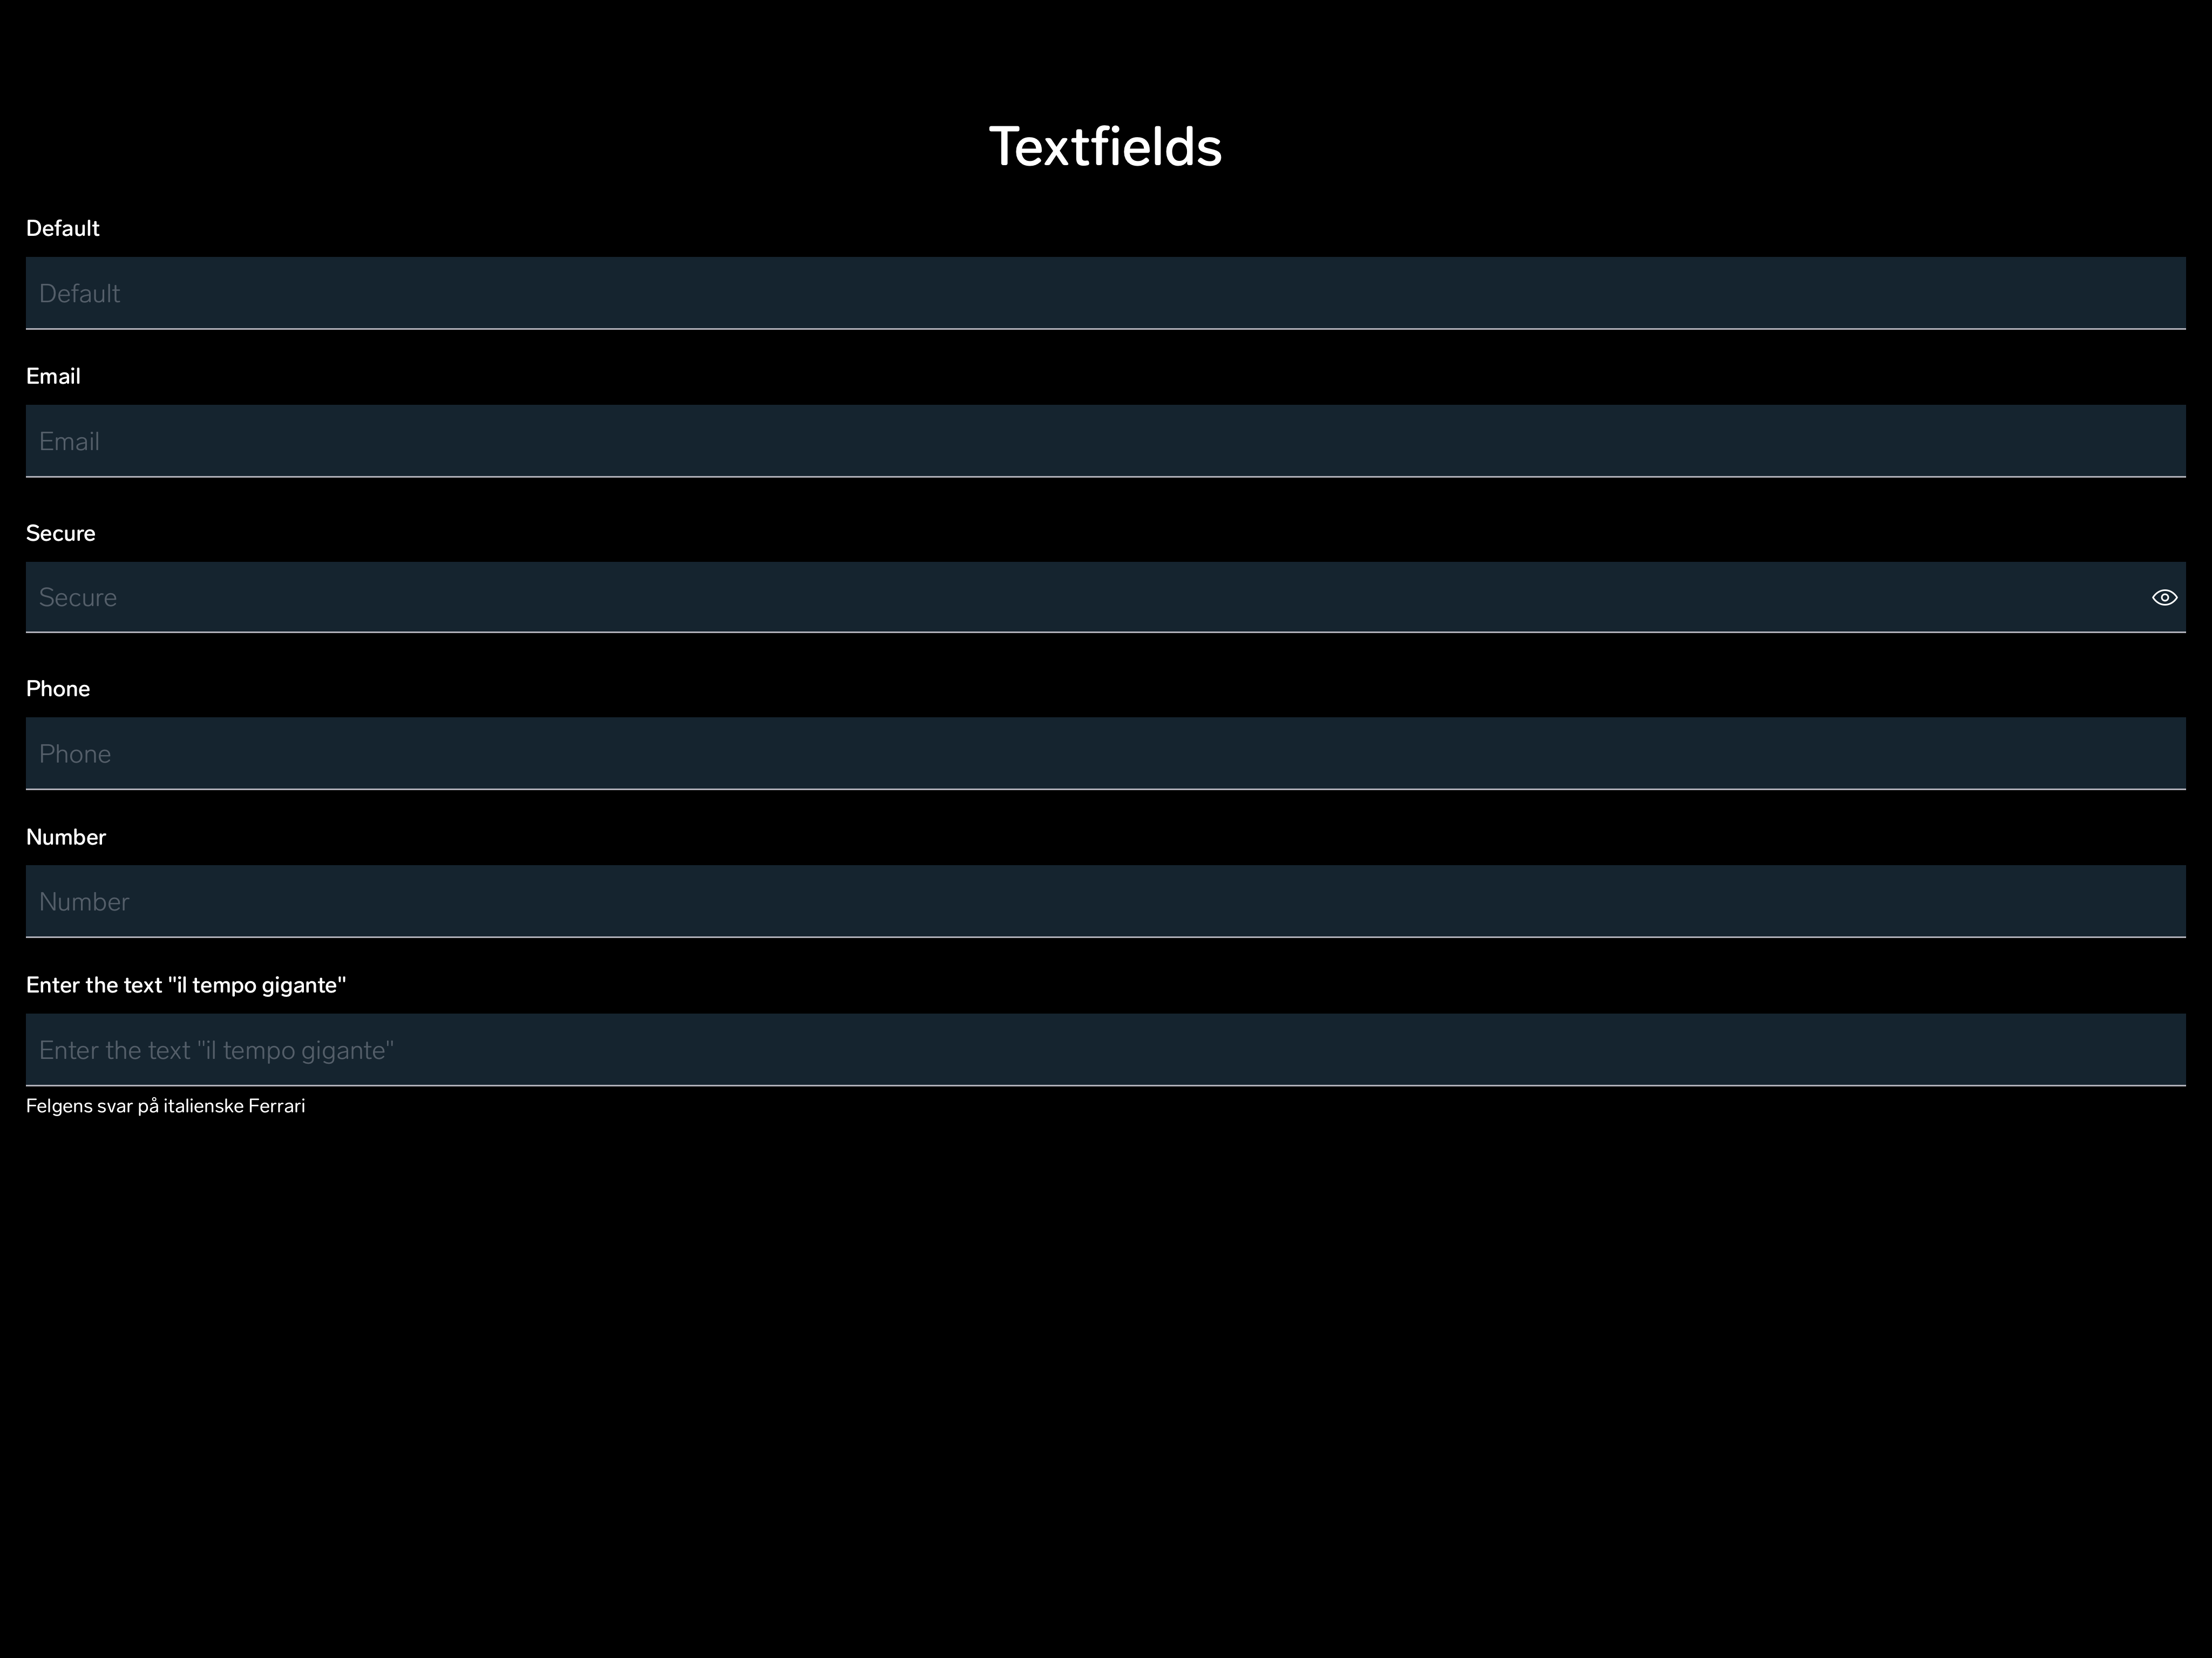 Textfields
Default
Default
Email
Email
Secure
Secure
Phone
Phone
Number
Number
Enter the text "il tempo gigante"
Enter the text "il tempo gigante"
Felgens svar på italienske Ferrari